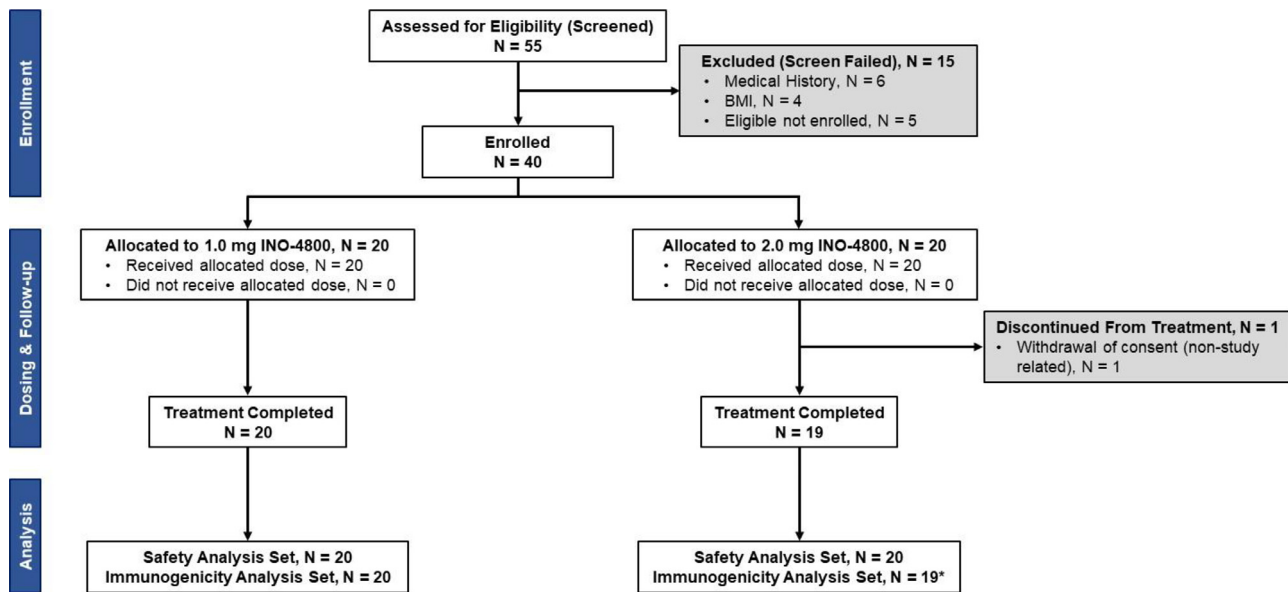 Enrollment
Assessed for Eligibility (Screened)
N = 55
Excluded (Screen Failed), N = 15
• Medical History, N = 6
• BMI, N = 4
• Eligible not enrolled, N = 5
Enrolled
N = 40
Dosing & Follow-up
Allocated to 1.0 mg INO-4800, N = 20
• Received allocated dose, N = 20
• Did not receive allocated dose, N = 0
Allocated to 2.0 mg INO-4800, N = 20
• Received allocated dose, N = 20
• Did not receive allocated dose, N = 0
Discontinued From Treatment, N = 1
• Withdrawal of consent (non-study
related), N = 1
Treatment Completed
N = 20
Treatment Completed
N = 19
Analysis
Safety Analysis Set, N = 20
Immunogenicity Analysis Set, N = 20
Safety Analysis Set, N = 20
Immunogenicity Analysis Set, N = 19*